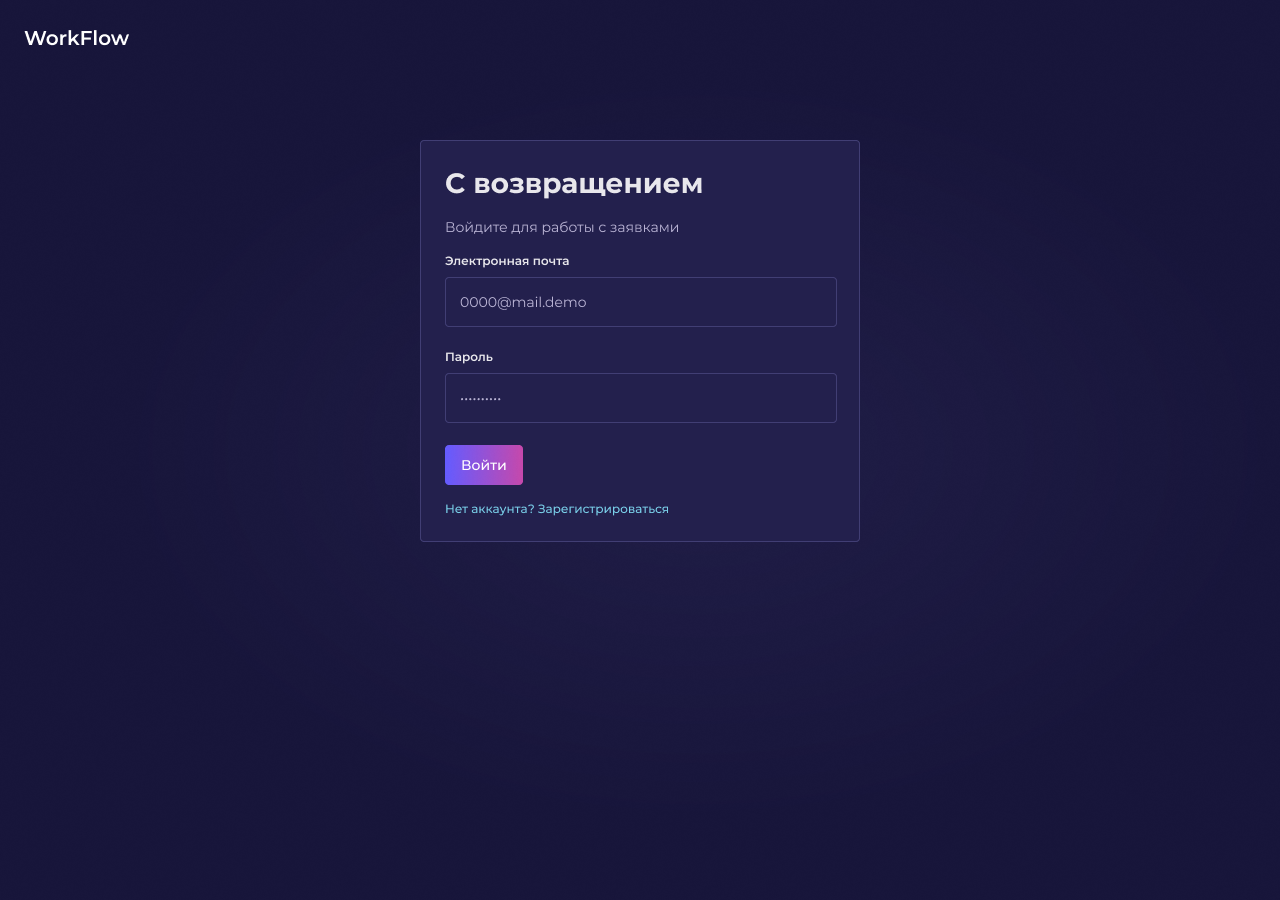 WorkFlow
С возвращением
Войдите для работы с заявками
Электронная почта
0000@mail.demo
Пароль
··········
Войти
Нет аккаунта? Зарегистрироваться